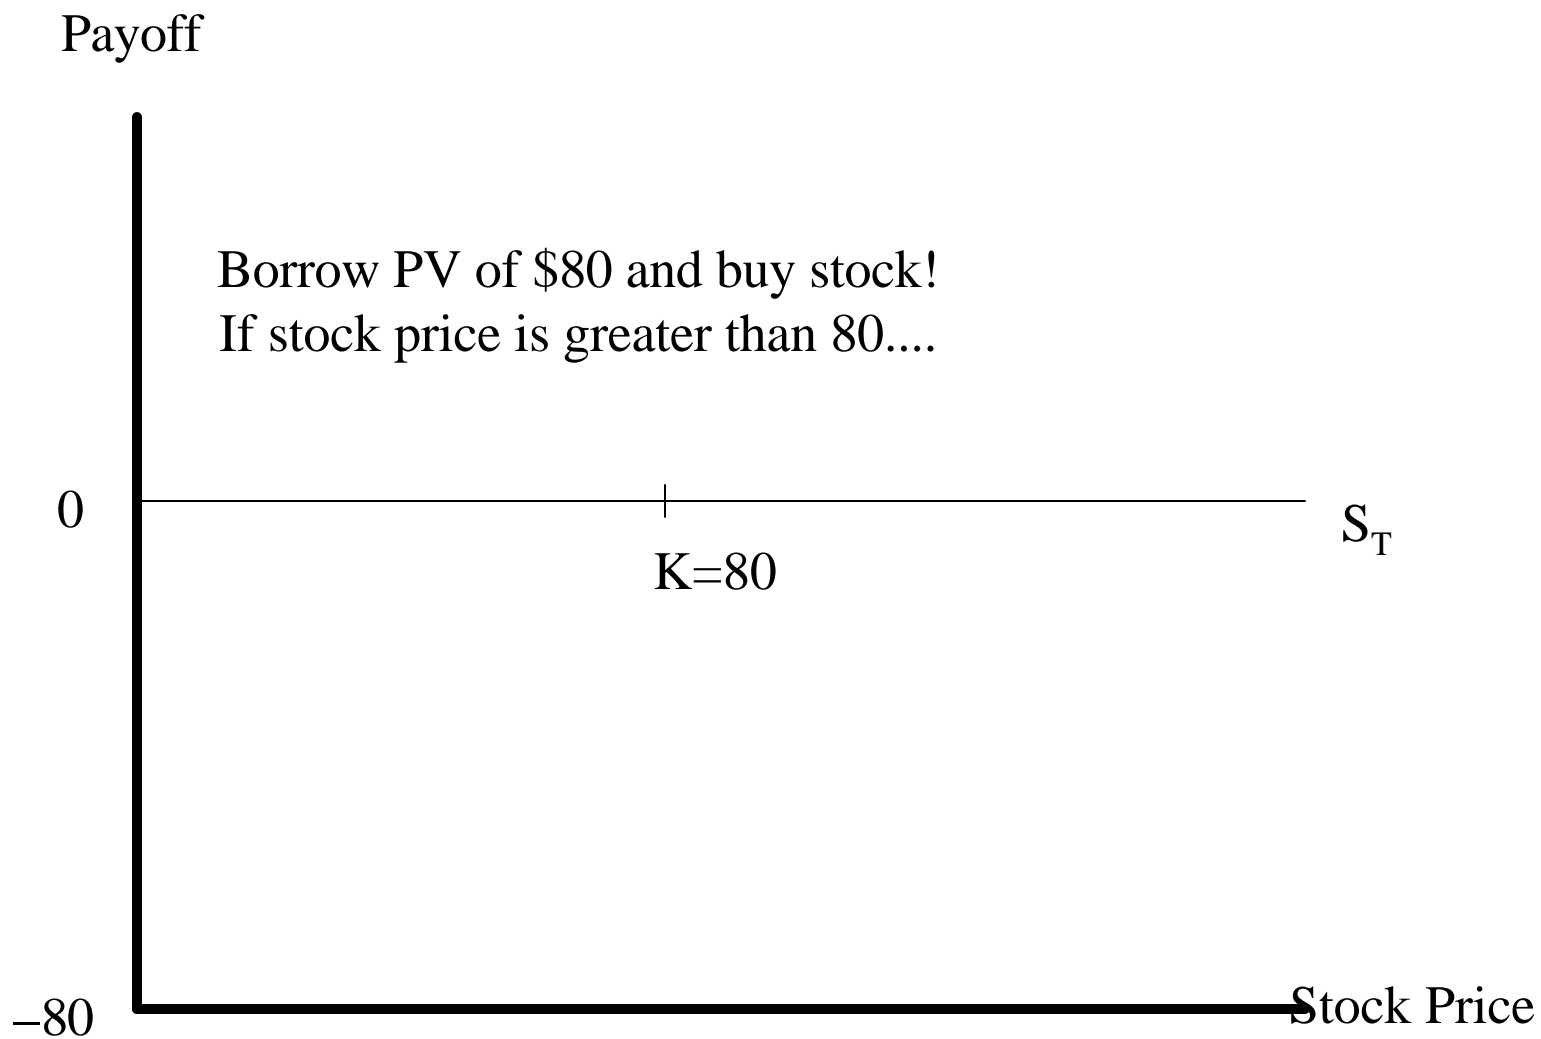 Payoff
Borrow PV of $80 and buy stock!
If stock price is greater than 80....
0
S_T
K=80
Stock Price
–80